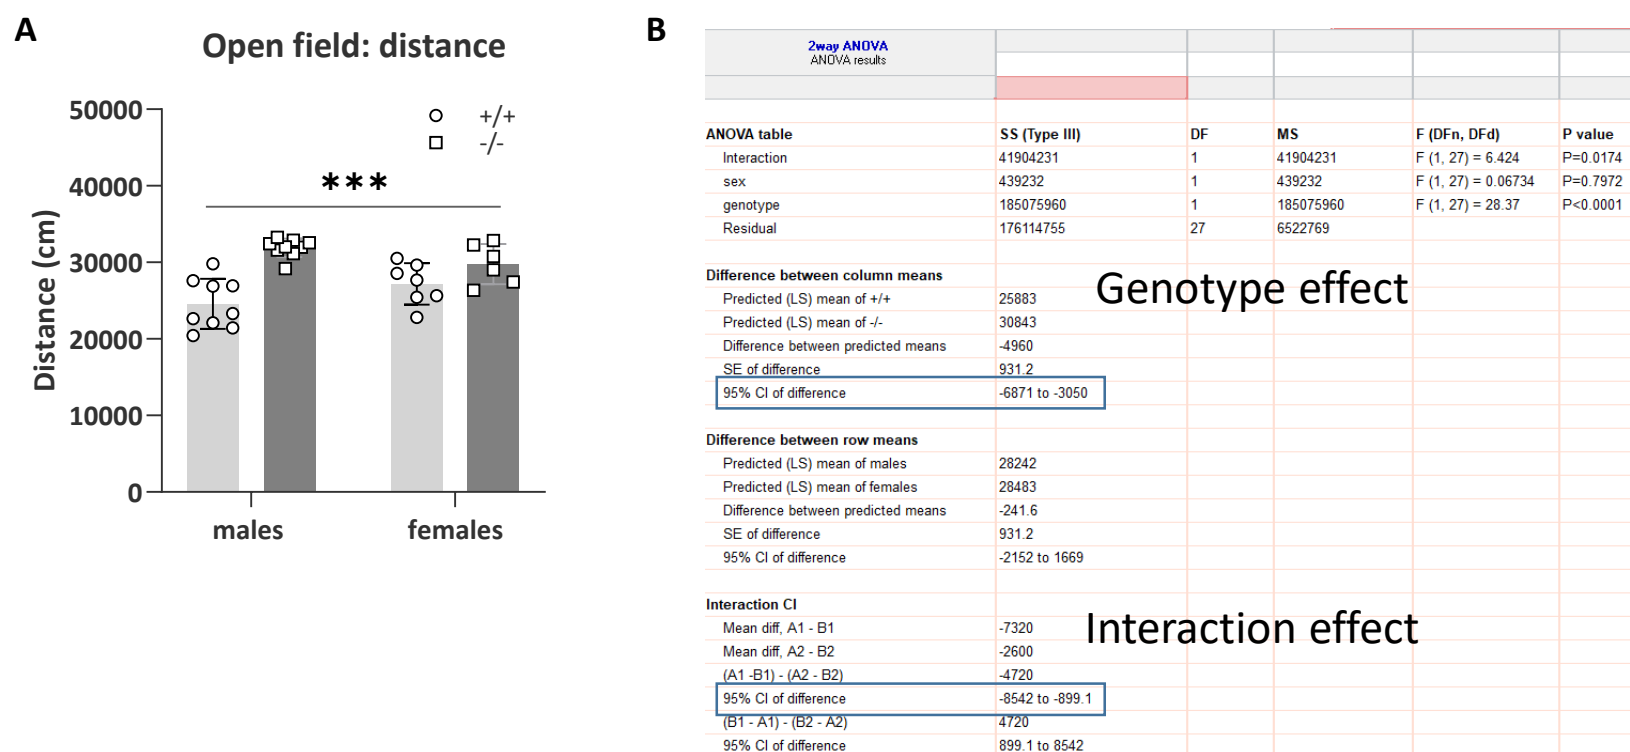 A
Open field: distance
50000
+/+
-/-
40000
***
30000
20000
10000
0
Distance (cm)
males
females
B
2way ANOVA
ANOVA results
ANOVA table SS (Type III) DF MS F (DFn, DFd) P value
Interaction 41904231 1 41904231 F (1, 27) = 6.424 P=0.0174
sex 439232 1 439232 F (1, 27) = 0.06734 P=0.7972
genotype 185075960 1 185075960 F (1, 27) = 28.37 P<0.0001
Residual 176114755 27 6522769
Difference between column means
Genotype effect
Predicted (LS) mean of +/+ 25883
Predicted (LS) mean of -/- 30843
Difference between predicted means -4960
SE of difference 931.2
95% CI of difference -6871 to -3050
Difference between row means
Predicted (LS) mean of males 28242
Predicted (LS) mean of females 28483
Difference between predicted means -241.6
SE of difference 931.2
95% CI of difference -2152 to 1669
Interaction CI
Interaction effect
Mean diff, A1 - B1 -7320
Mean diff, A2 - B2 -2600
(A1 -B1) - (A2 - B2) -4720
95% CI of difference -8542 to -899.1
(B1 - A1) - (B2 - A2) 4720
95% CI of difference 899.1 to 8542